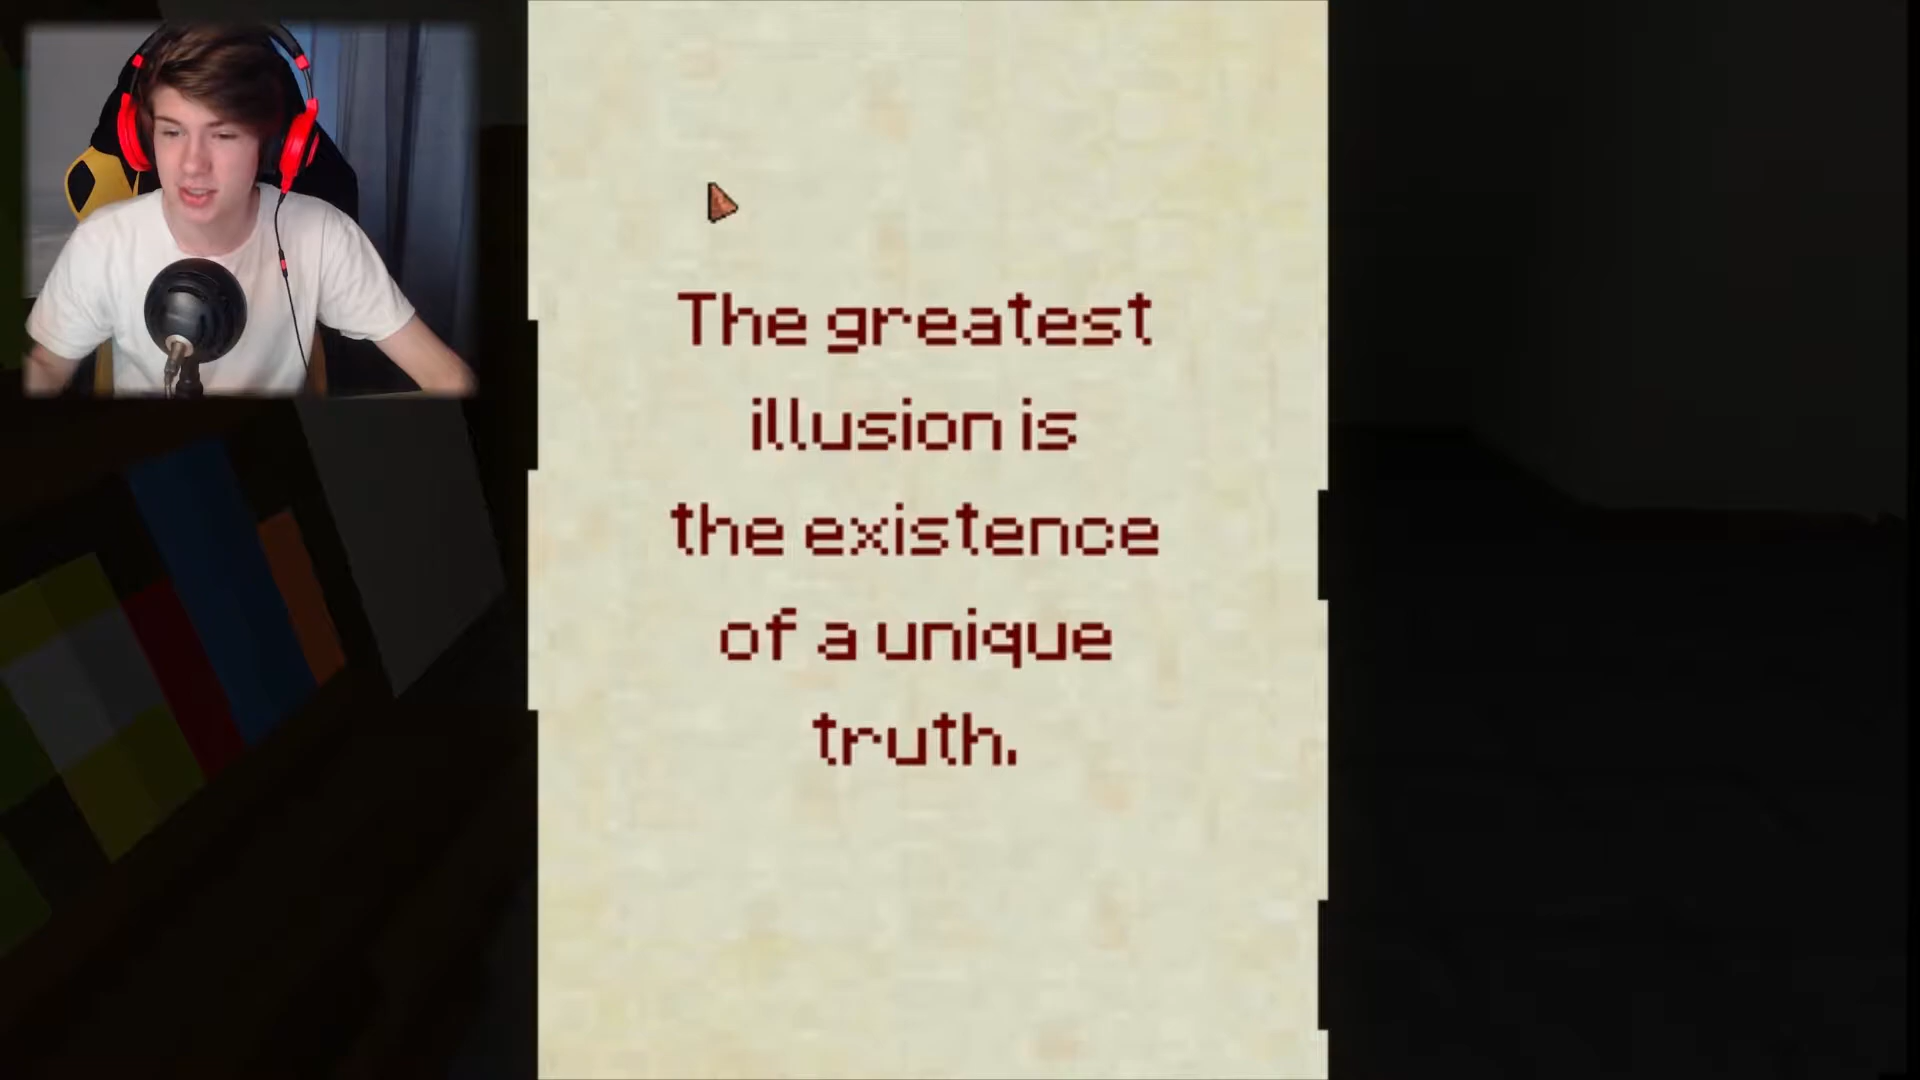 The greatest
illusion is
the existence
of a unique
truth.